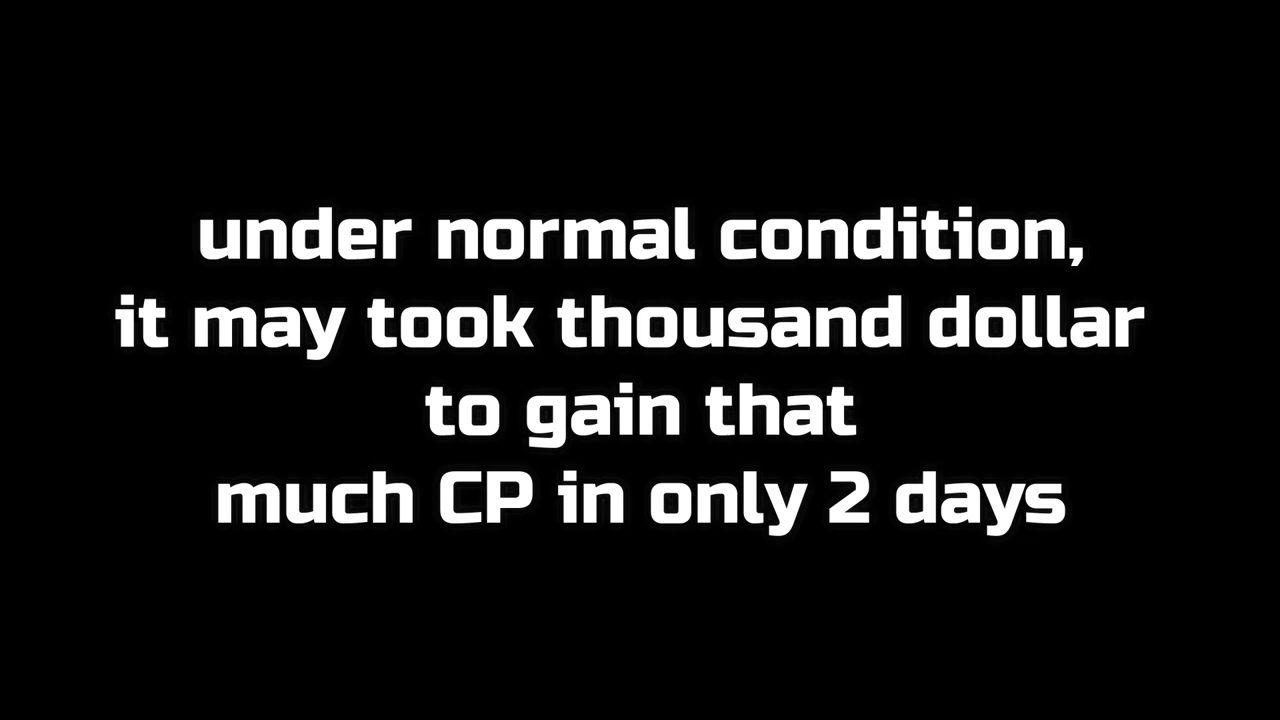 under normal condition,
it may took thousand dollar
to gain that
much CP in only 2 days